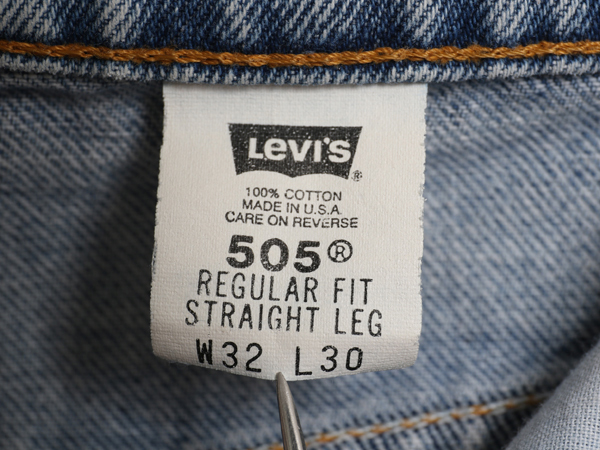 Levi's®
100% COTTON
MADE IN U.S.A.
CARE ON REVERSE
505®
REGULAR FIT
STRAIGHT LEG
W32 L30